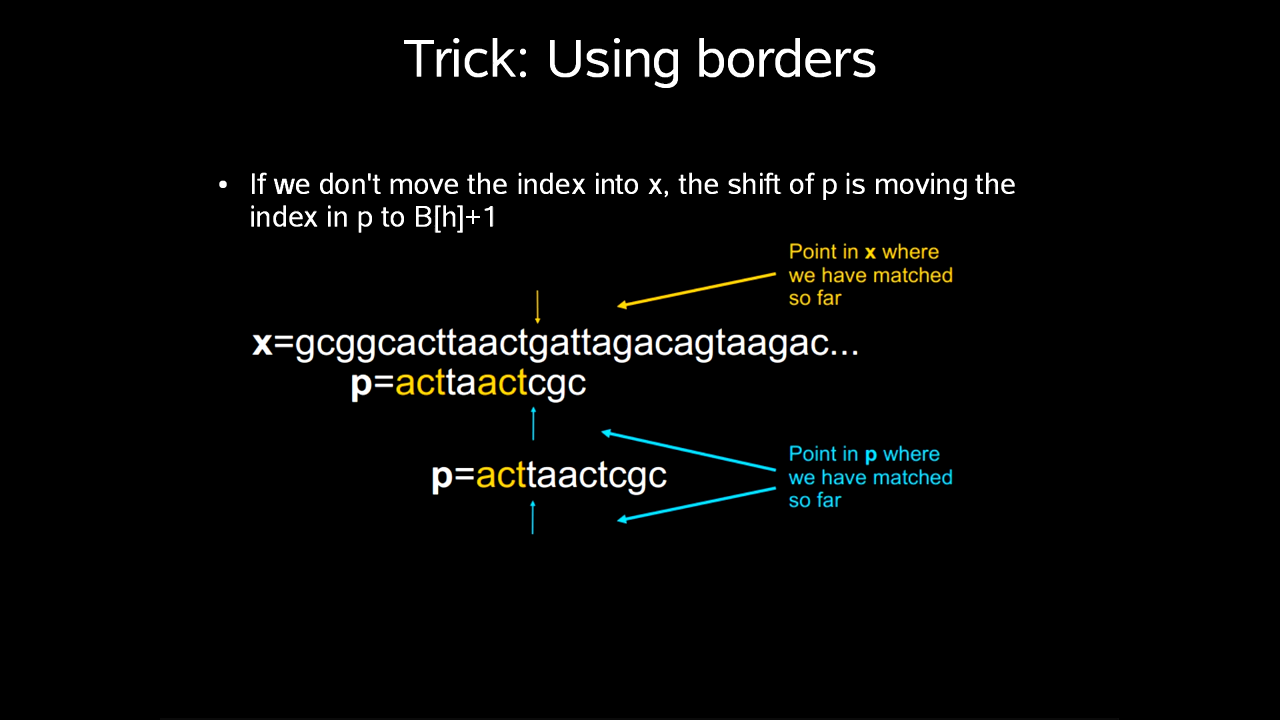 Trick: Using borders
• If we don't move the index into x, the shift of p is moving the
index in p to B[h]+1
Point in x where
we have matched
so far
x=gcggcacttaactgattagacagtaagac...
p=acttaactcgc
p=acttaactcgc
Point in p where
we have matched
so far